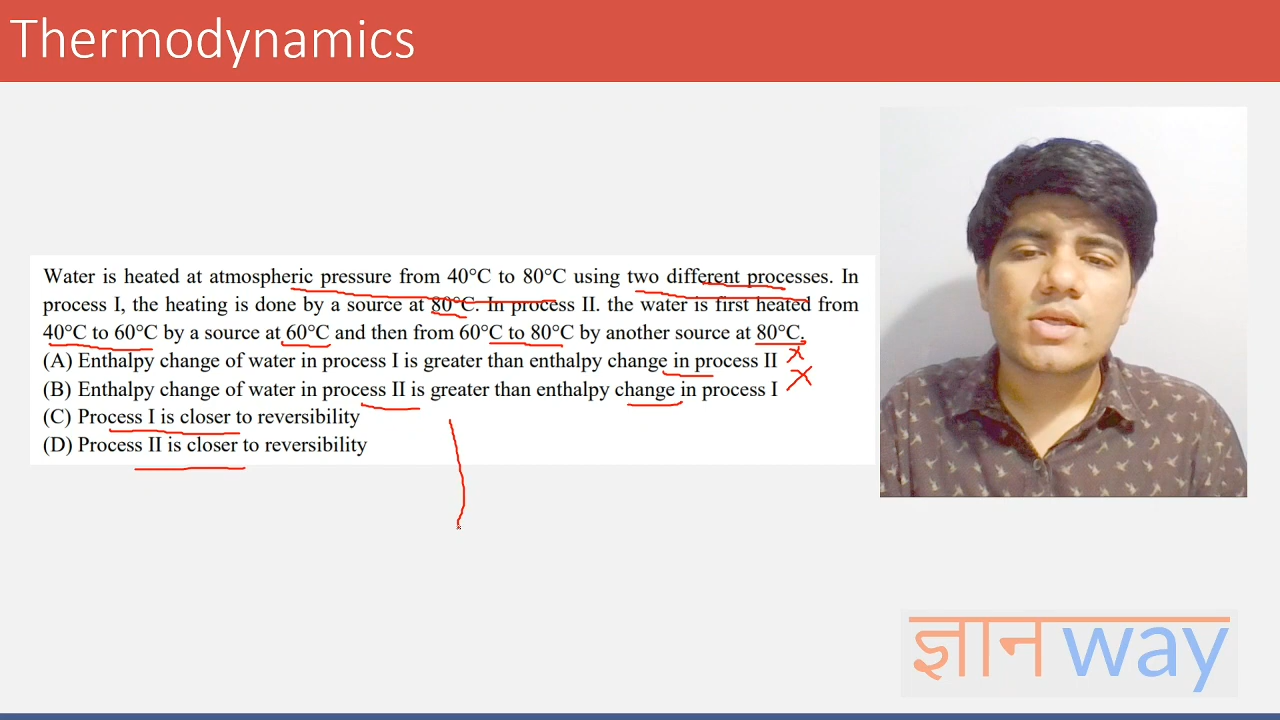 Thermodynamics
Water is heated at atmospheric pressure from 40°C to 80°C using two different processes. In
process I, the heating is done by a source at 80°C. In process II. the water is first heated from
40°C to 60°C by a source at 60°C and then from 60°C to 80°C by another source at 80°C.
(A) Enthalpy change of water in process I is greater than enthalpy change in process II
(B) Enthalpy change of water in process II is greater than enthalpy change in process I
(C) Process I is closer to reversibility
(D) Process II is closer to reversibility
ज्ञान way